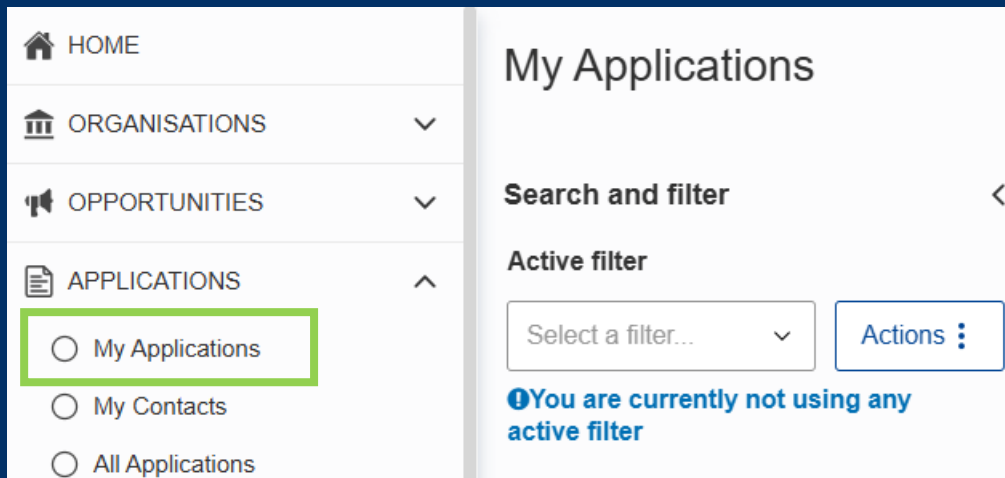 HOME
ORGANISATIONS
OPPORTUNITIES
APPLICATIONS
My Applications
My Contacts
All Applications
My Applications
Search and filter
Active filter
Select a filter...
Actions
You are currently not using any
active filter